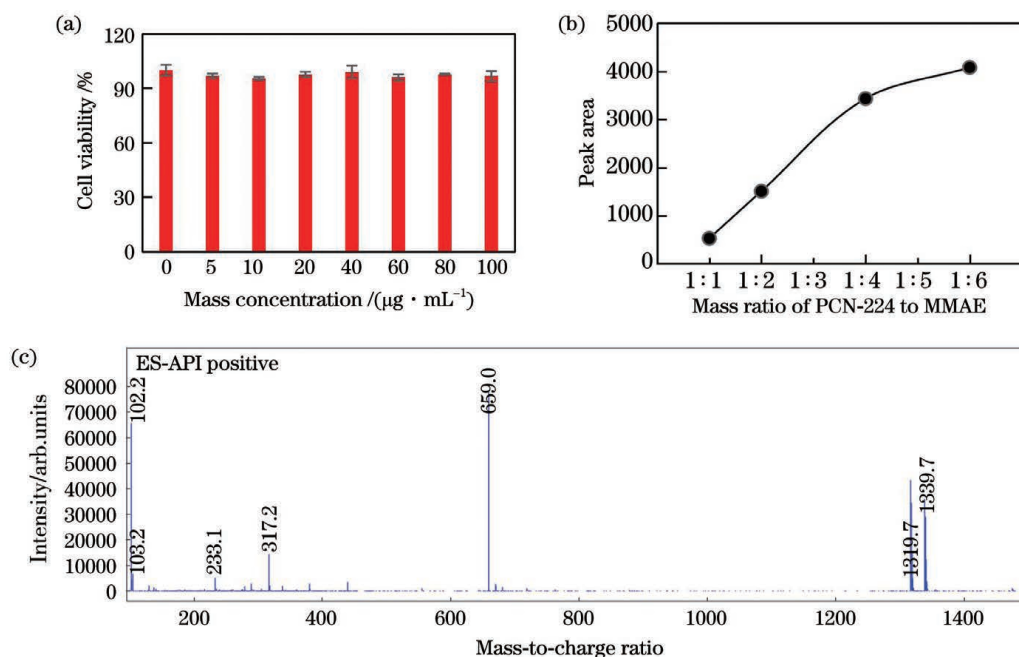 (a)
120
90
60
30
0
Cell viability /%
0 5 10 20 40 60 80 100
Mass concentration /(μg · mL⁻¹)
(b)
5000
4000
3000
2000
1000
0
Peak area
1:1 1:2 1:3 1:4 1:5 1:6
Mass ratio of PCN-224 to MMAE
(c)
ES-API positive
80000
70000
60000
50000
40000
30000
20000
10000
0
Intensity/arb.units
102.2
103.2
233.1
317.2
659.0
1319.7
1339.7
200 400 600 800 1000 1200 1400
Mass-to-charge ratio